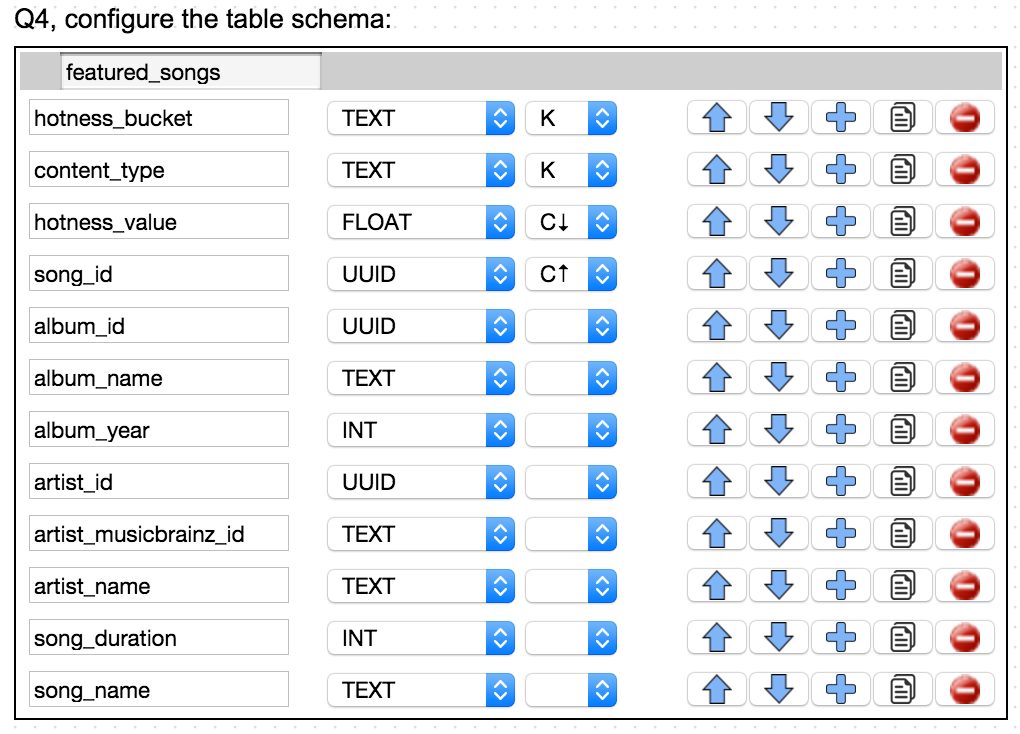 Q4, configure the table schema:
featured_songs
hotness_bucket TEXT K
content_type TEXT K
hotness_value FLOAT C↓
song_id UUID C↑
album_id UUID
album_name TEXT
album_year INT
artist_id UUID
artist_musicbrainz_id TEXT
artist_name TEXT
song_duration INT
song_name TEXT